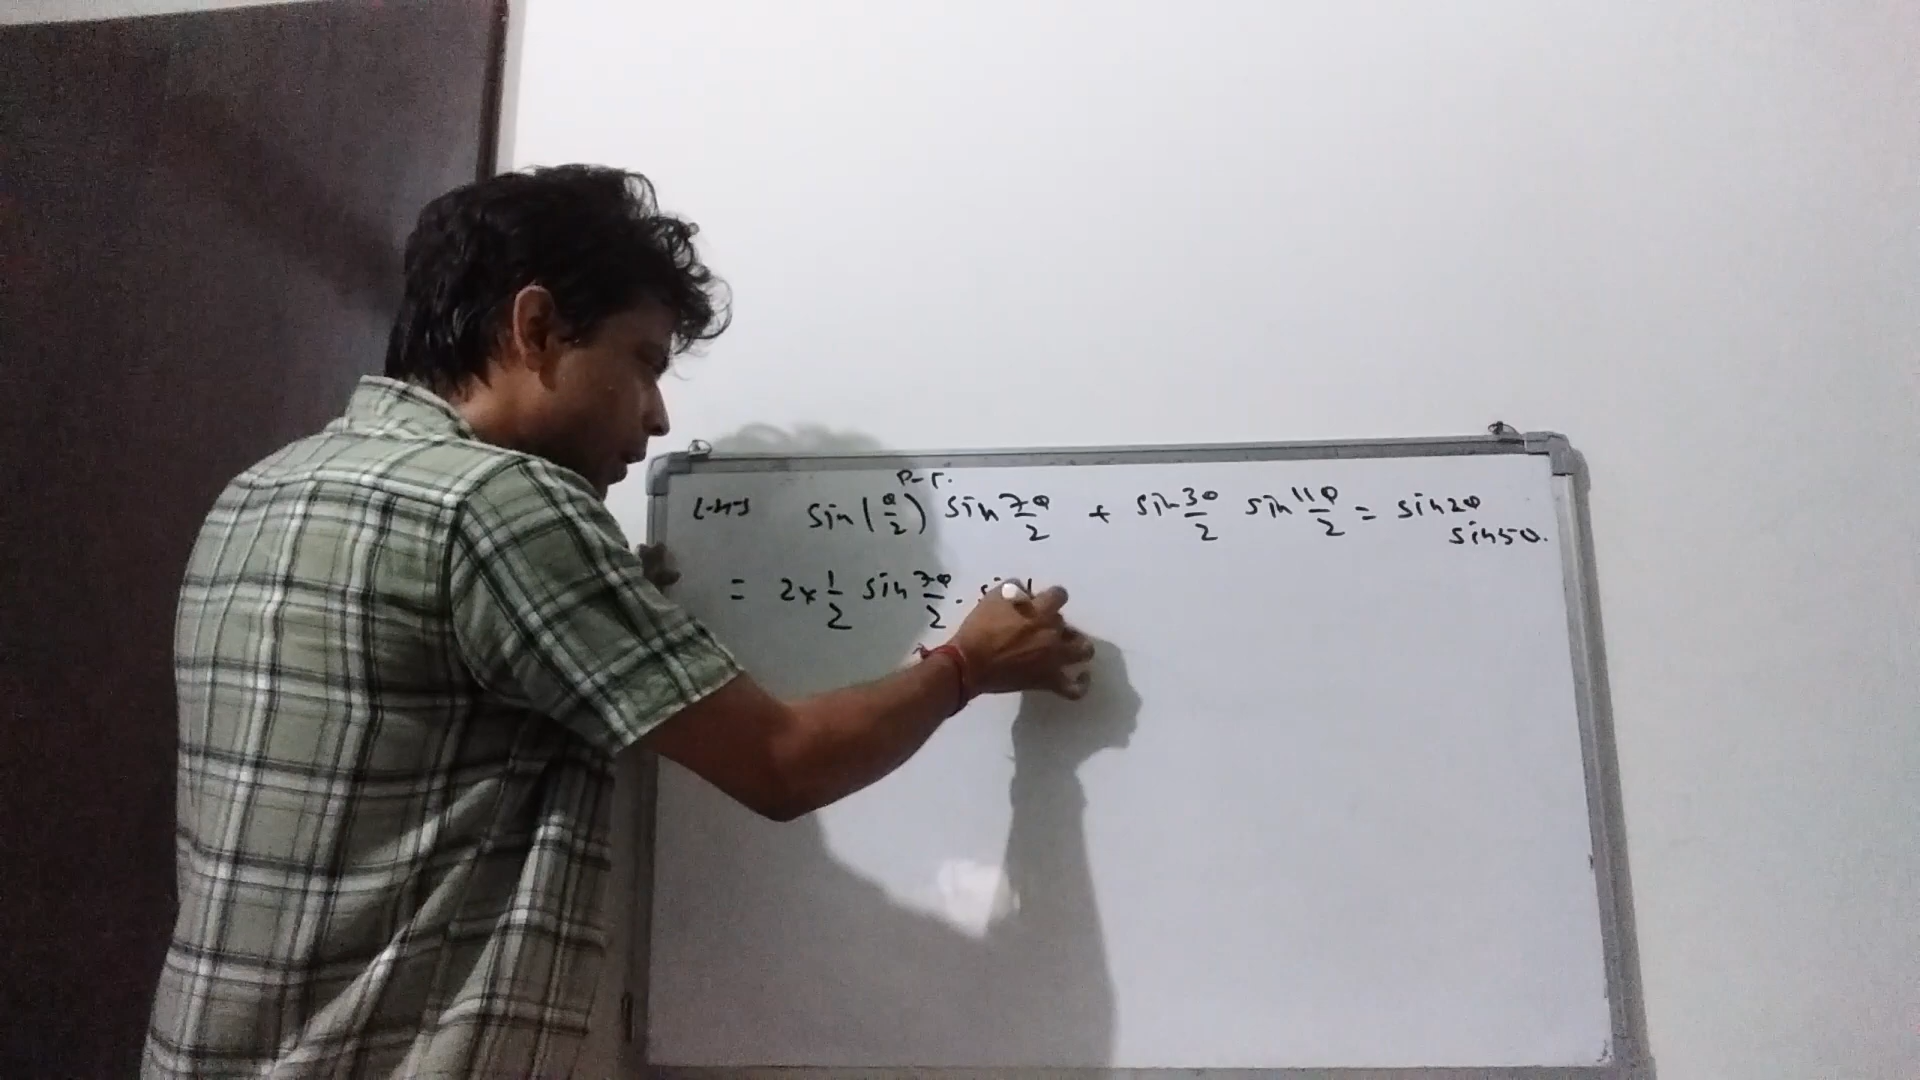 P.T.
L.H.S sin(θ/2) sin 7θ/2 + sin 3θ/2 sin 11θ/2 = sin2θ
sin5θ.
= 2×1/2 sin 7θ/2 .